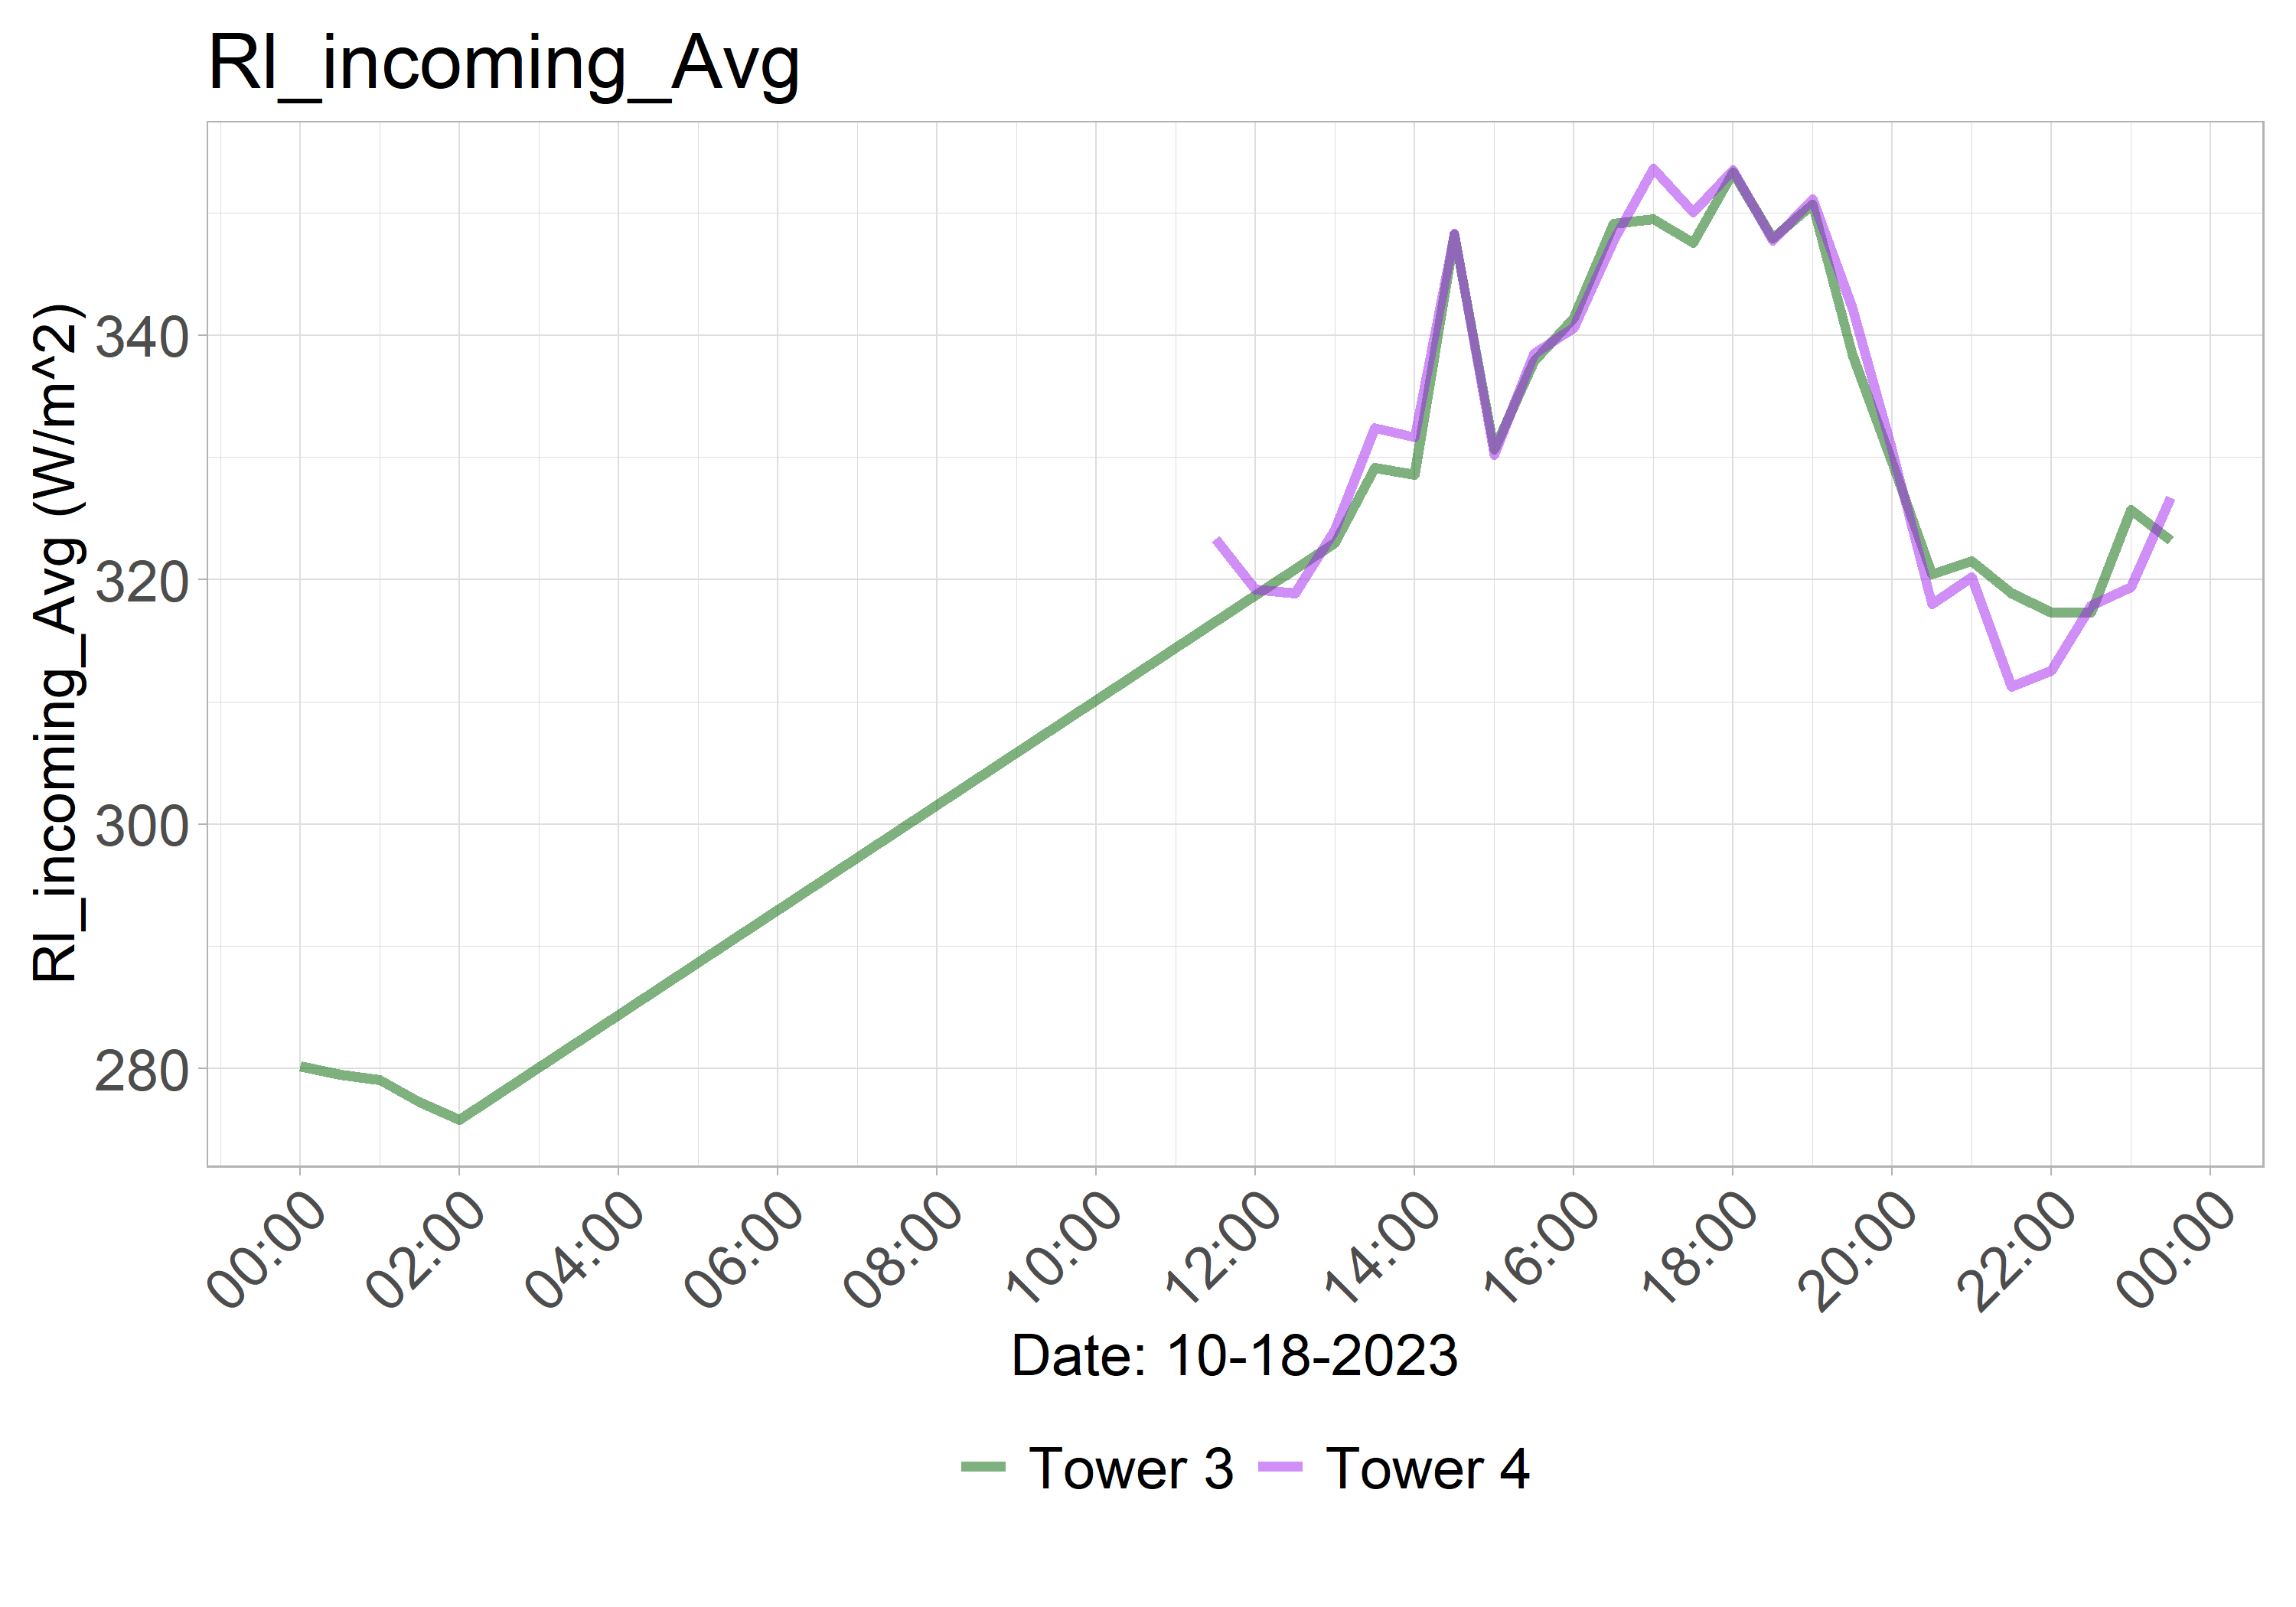 Rl_incoming_Avg
Rl_incoming_Avg (W/m^2)
340
320
300
280
00:00 02:00 04:00 06:00 08:00 10:00 12:00 14:00 16:00 18:00 20:00 22:00 00:00
Date: 10-18-2023
Tower 3 Tower 4